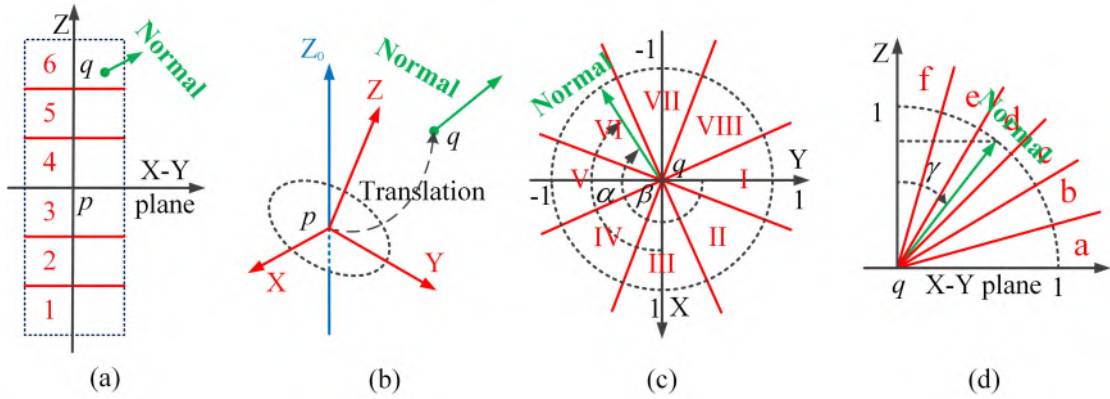 Z
6
q
Normal
5
4
X-Y
plane
3
p
2
1
(a)
Z₀
Normal
Z
q
Translation
p
X
Y
(b)
-1
Normal
VII
VI
VIII
q
Y
V
I
-1
α
β
1
IV
II
III
1
X
(c)
Z
f
e
Normal
1
d
c
γ
b
a
q
X-Y plane
1
(d)